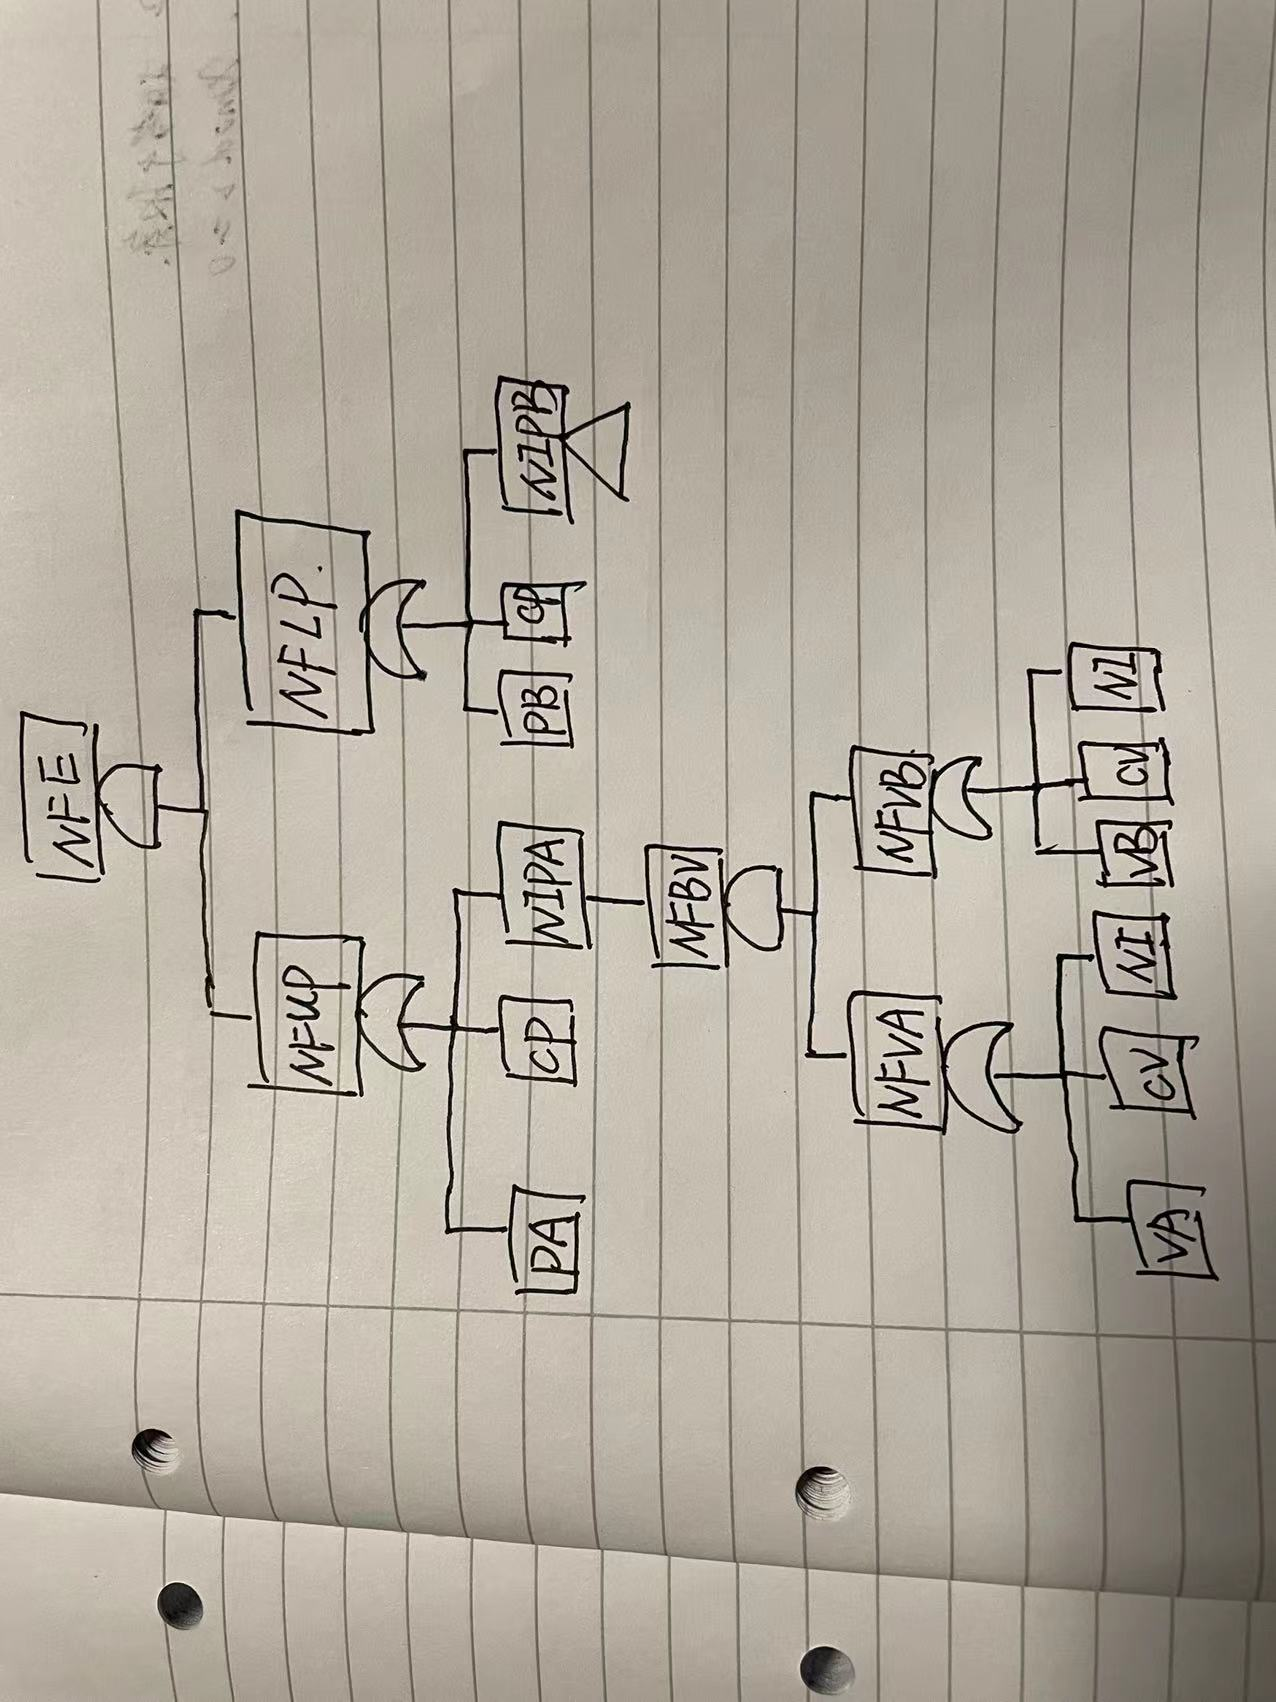 NFE
NFUP
NFLP.
PA
CP
NIPA
PB
CP
NIPB
NFBV
NFVA
NFVB
VA
CV
NI
VB
CV
NI